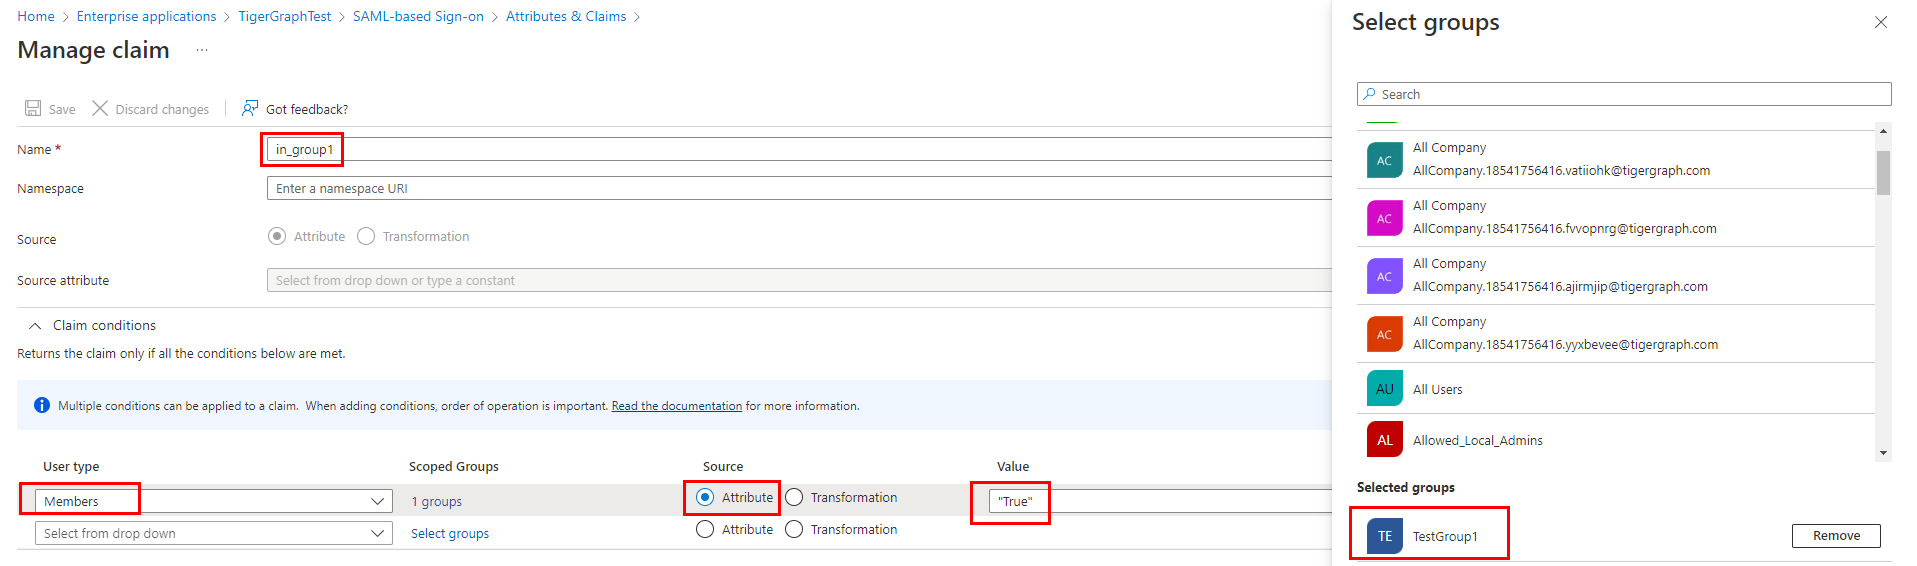 Home > Enterprise applications > TigerGraphTest > SAML-based Sign-on > Attributes & Claims >
Manage claim ...
Save Discard changes Got feedback?
Name * in_group1
Namespace Enter a namespace URI
Source Attribute Transformation
Source attribute Select from drop down or type a constant
Claim conditions
Returns the claim only if all the conditions below are met.
Multiple conditions can be applied to a claim. When adding conditions, order of operation is important. Read the documentation for more information.
User type Scoped Groups Source Value
Members 1 groups Attribute Transformation "True"
Select from drop down Select groups Attribute Transformation
Select groups
Search
AC All Company
AllCompany.18541756416.vatiiohk@tigergraph.com
AC All Company
AllCompany.18541756416.fvvopnrg@tigergraph.com
AC All Company
AllCompany.18541756416.ajirmjip@tigergraph.com
AC All Company
AllCompany.18541756416.yyxbevee@tigergraph.com
AU All Users
AL Allowed_Local_Admins
Selected groups
TE TestGroup1 Remove